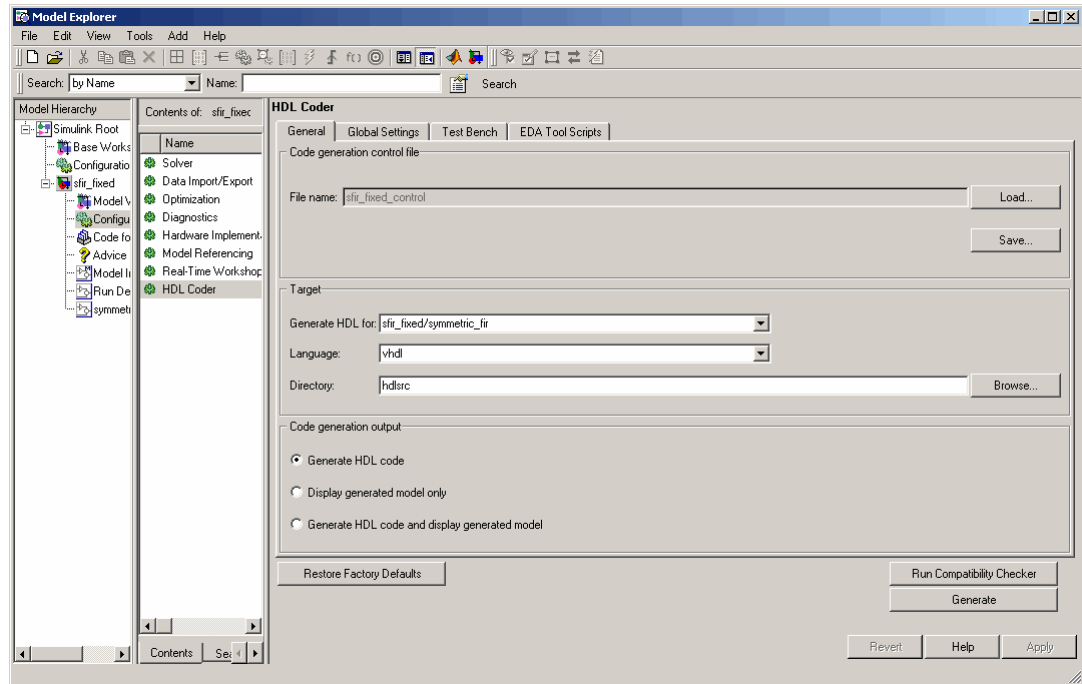 Model Explorer
File Edit View Tools Add Help
Search: by Name Name: Search
Model Hierarchy
Simulink Root
Base Works
Configuratio
sfir_fixed
Model V
Configu
Code fo
Advice
Model In
Run De
symmetr
Contents of: sfir_fixed
Name
Solver
Data Import/Export
Optimization
Diagnostics
Hardware Implement
Model Referencing
Real-Time Workshop
HDL Coder
Contents Sea
HDL Coder
General Global Settings Test Bench EDA Tool Scripts
Code generation control file
File name: sfir_fixed_control Load...
Save...
Target
Generate HDL for: sfir_fixed/symmetric_fir
Language: vhdl
Directory: hdlsrc Browse...
Code generation output
Generate HDL code
Display generated model only
Generate HDL code and display generated model
Restore Factory Defaults Run Compatibility Checker
Generate
Revert Help Apply